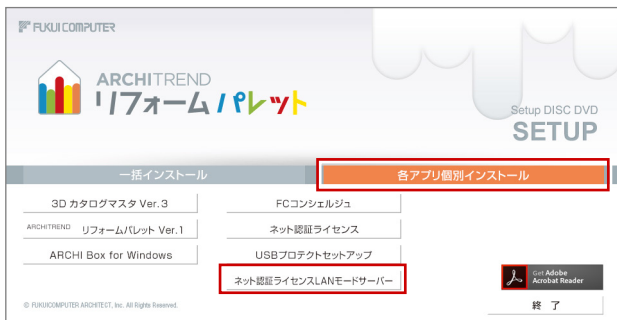 FUKUI COMPUTER
ARCHITREND
リフォームパレット
Setup DISC DVD
SETUP
一括インストール
各アプリ個別インストール
3D カタログマスタ Ver.3
FCコンシェルジュ
ARCHITREND リフォームパレット Ver.1
ネット認証ライセンス
ARCHI Box for Windows
USBプロテクトセットアップ
ネット認証ライセンスLANモードサーバー
Get Adobe
Acrobat Reader
© FUKUICOMPUTER ARCHITECT, Inc. All Rights Reserved.
終 了